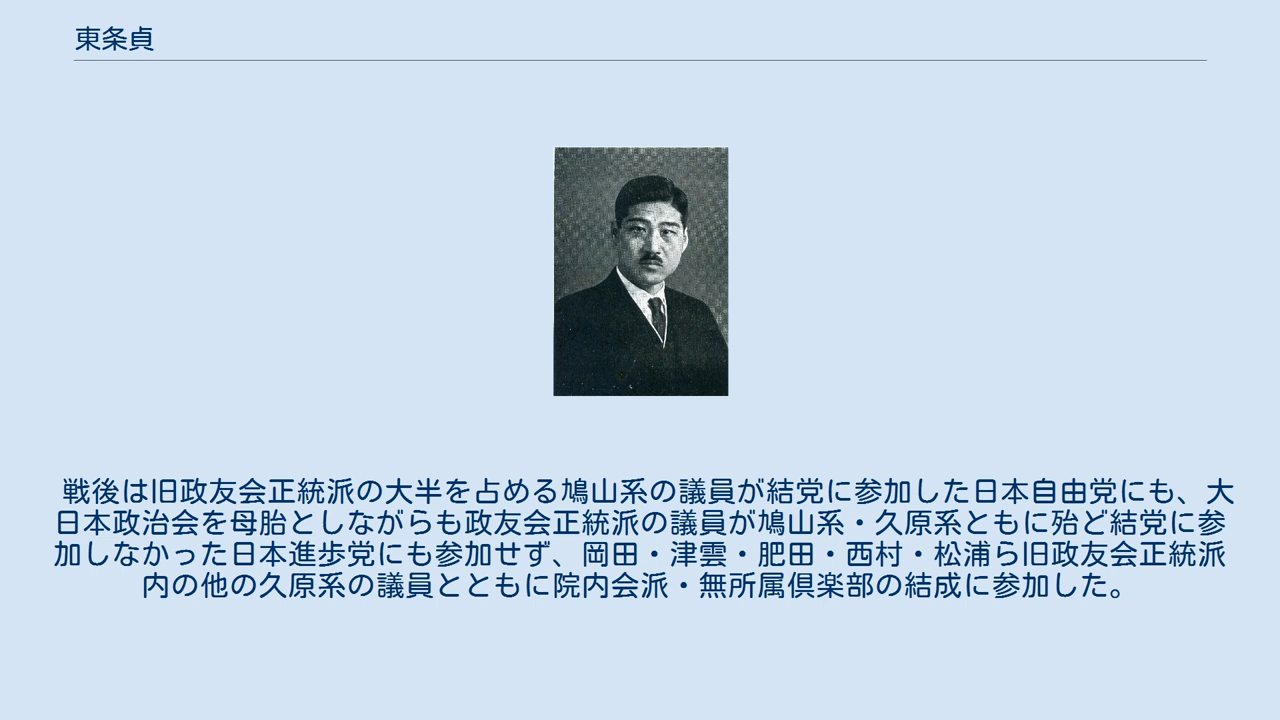 東条貞
戦後は旧政友会正統派の大半を占める鳩山系の議員が結党に参加した日本自由党にも、大
日本政治会を母胎としながらも政友会正統派の議員が鳩山系・久原系ともに殆ど結党に参
加しなかった日本進歩党にも参加せず、岡田・津雲・肥田・西村・松浦ら旧政友会正統派
内の他の久原系の議員とともに院内会派・無所属倶楽部の結成に参加した。